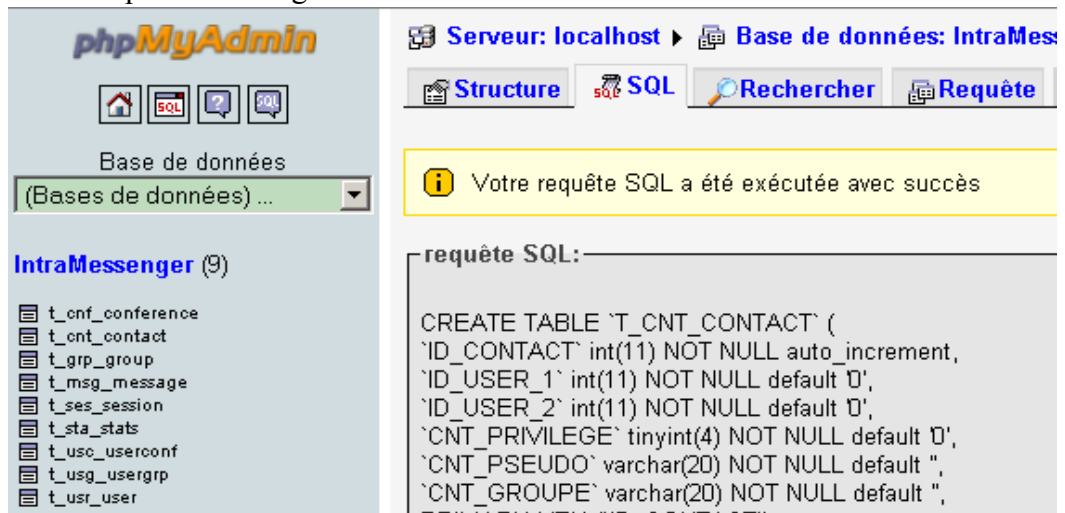 phpMyAdmin
Base de données
(Bases de données) ...
IntraMessenger (9)
t_cnf_conference
t_cnt_contact
t_grp_group
t_msg_message
t_ses_session
t_sta_stats
t_usc_userconf
t_usg_usergrp
t_usr_user
Serveur: localhost ▸ Base de données: IntraMess
Structure SQL Rechercher Requête
Votre requête SQL a été exécutée avec succès
requête SQL:
CREATE TABLE `T_CNT_CONTACT` (
`ID_CONTACT` int(11) NOT NULL auto_increment,
`ID_USER_1` int(11) NOT NULL default '0',
`ID_USER_2` int(11) NOT NULL default '0',
`CNT_PRIVILEGE` tinyint(4) NOT NULL default '0',
`CNT_PSEUDO` varchar(20) NOT NULL default '',
`CNT_GROUPE` varchar(20) NOT NULL default '',